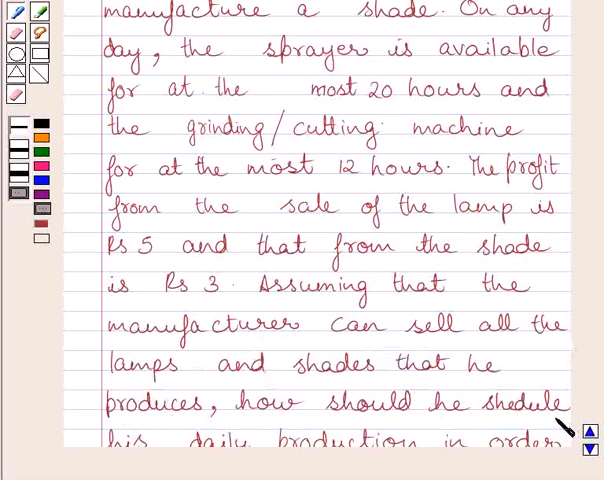 manufacture a shade. On any
day, the sprayer is available
for at the most 20 hours and
the grinding/cutting machine
for at the most 12 hours. The profit
from the sale of the lamp is
Rs 5 and that from the shade
is Rs 3. Assuming that the
manufacturer can sell all the
lamps and shades that he
produces, how should he shedule
his daily production in order